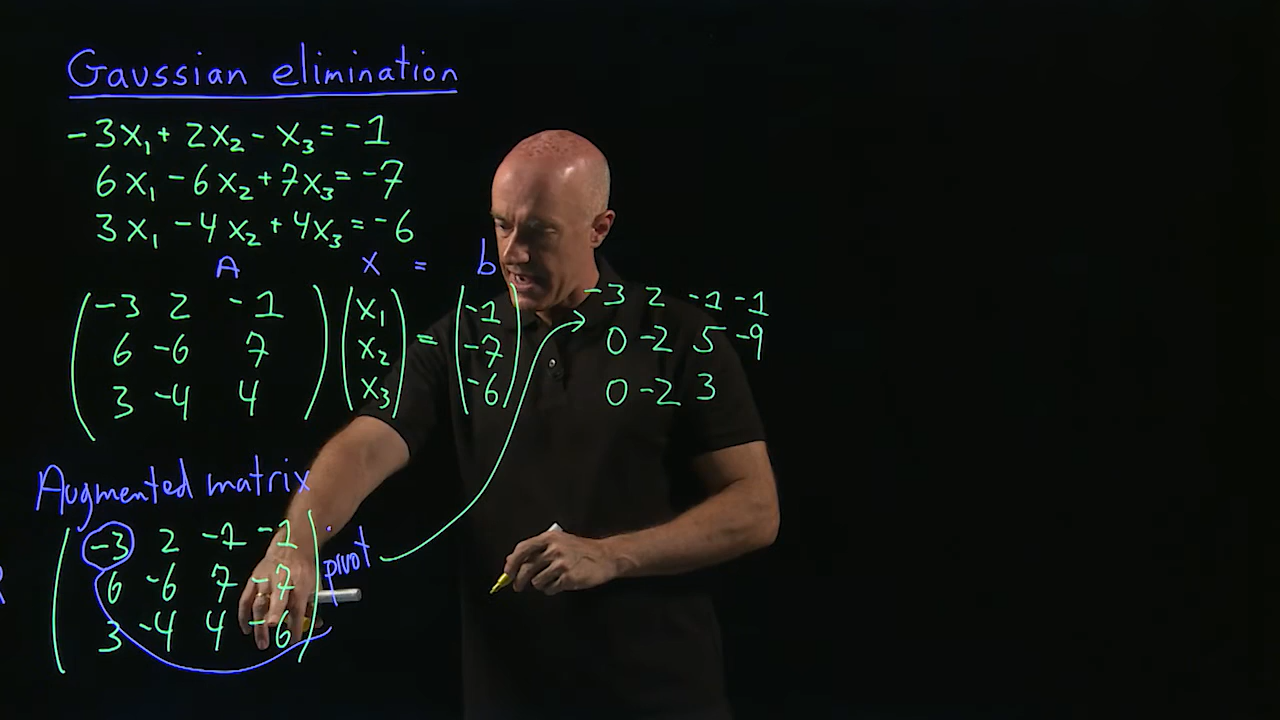 Gaussian elimination
-3x₁ + 2x₂ - x₃ = -1
6x₁ - 6x₂ + 7x₃ = -7
3x₁ - 4x₂ + 4x₃ = -6
A x = b
(-3 2 -1) (x₁) (-1)
(6 -6 7) (x₂) = (-7)
(3 -4 4) (x₃) (-6)
-3 2 -1 -1
0 -2 5 -9
0 -2 3
Augmented matrix
(-3 2 -1 -1)
(6 -6 7 -7)
(3 -4 4 -6)
pivot